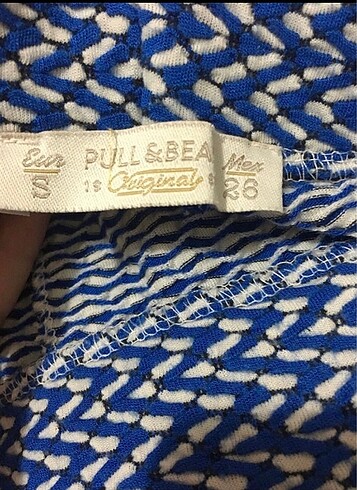 Eur PULL&BEA Mex
S 19 Original 8 26